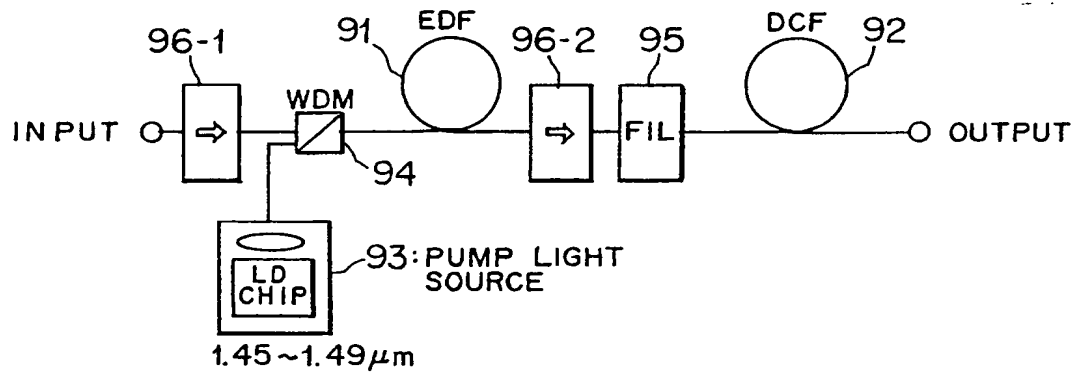 96-1
91
EDF
96-2
95
DCF
92
WDM
INPUT
FIL
OUTPUT
94
93: PUMP LIGHT
SOURCE
LD
CHIP
1.45~1.49μm